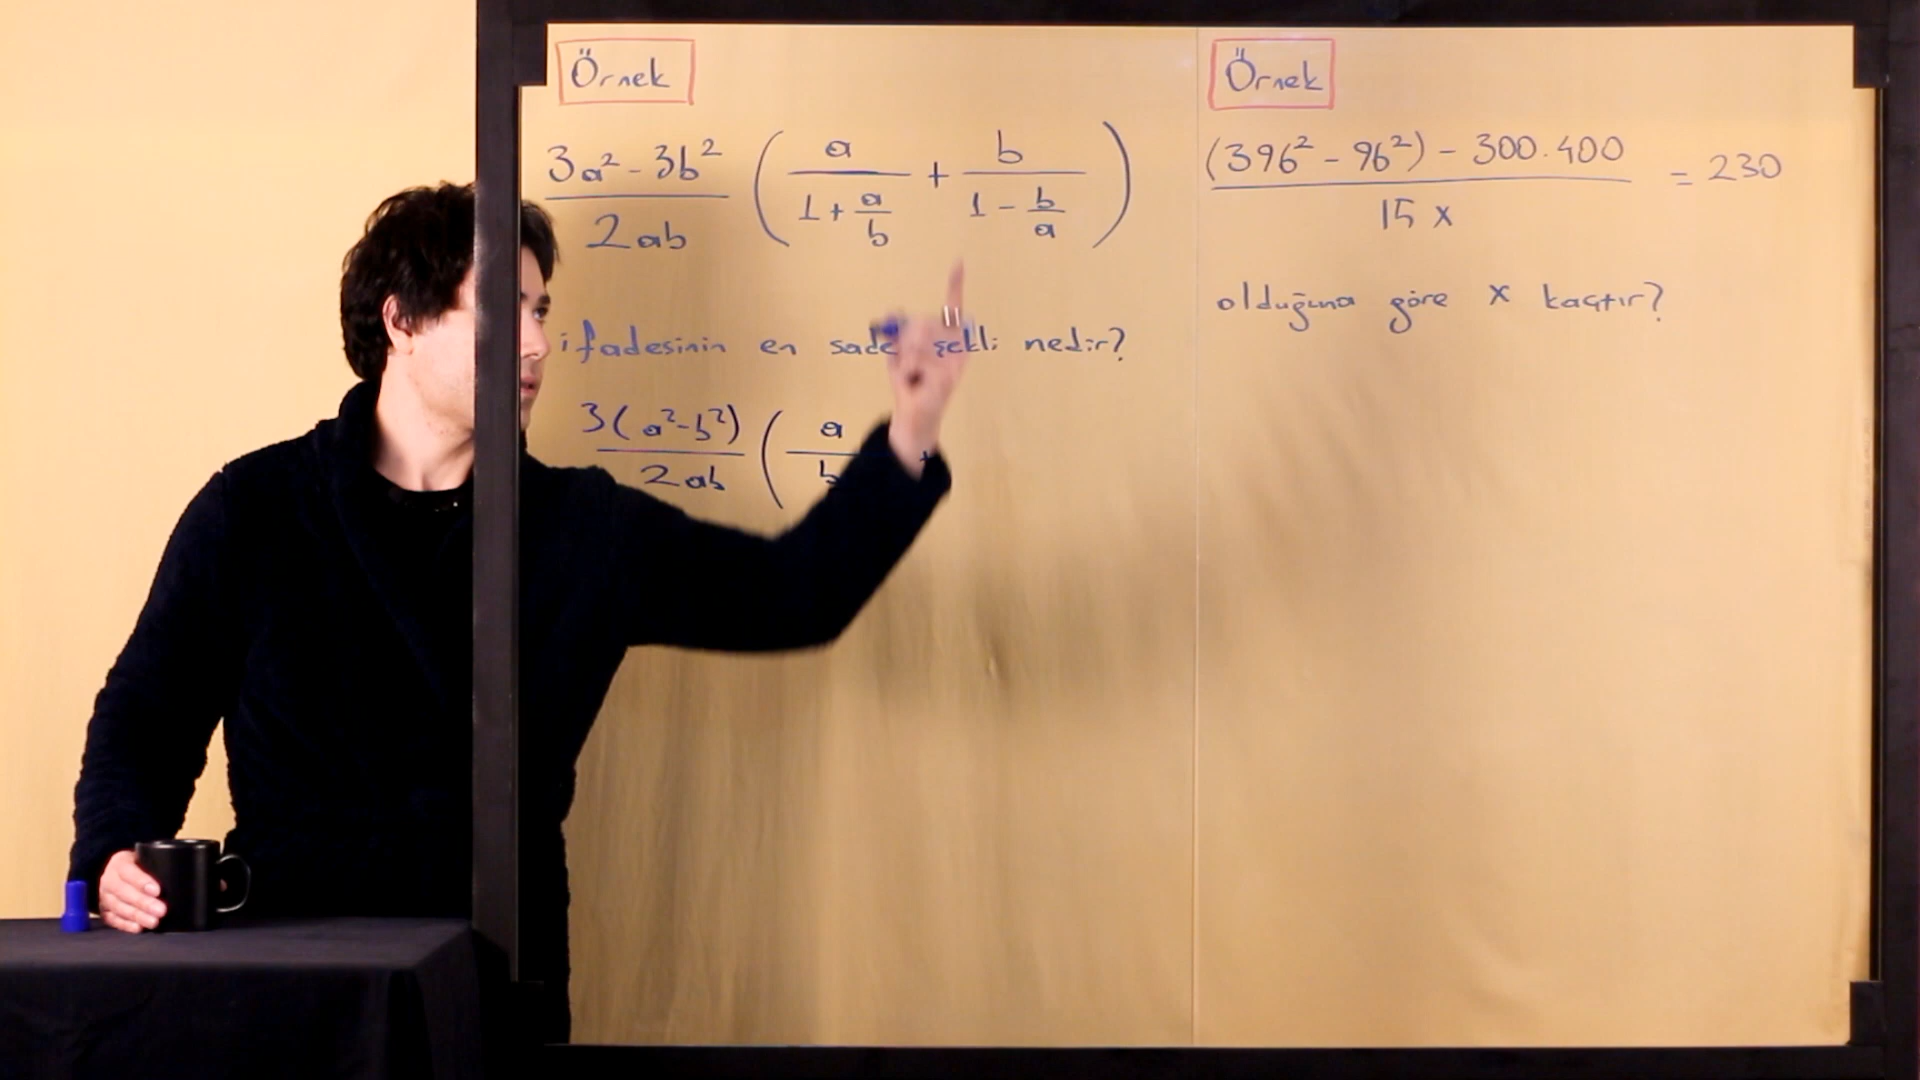 Örnek
3a² - 3b² / 2ab ( a / 1 + a/b + b / 1 - b/a )
ifadesinin en sade şekli nedir?
3(a² - b²) / 2ab ( a / b +
Örnek
(396² - 96²) - 300.400 / 15x = 230
olduğuna göre x kaçtır?